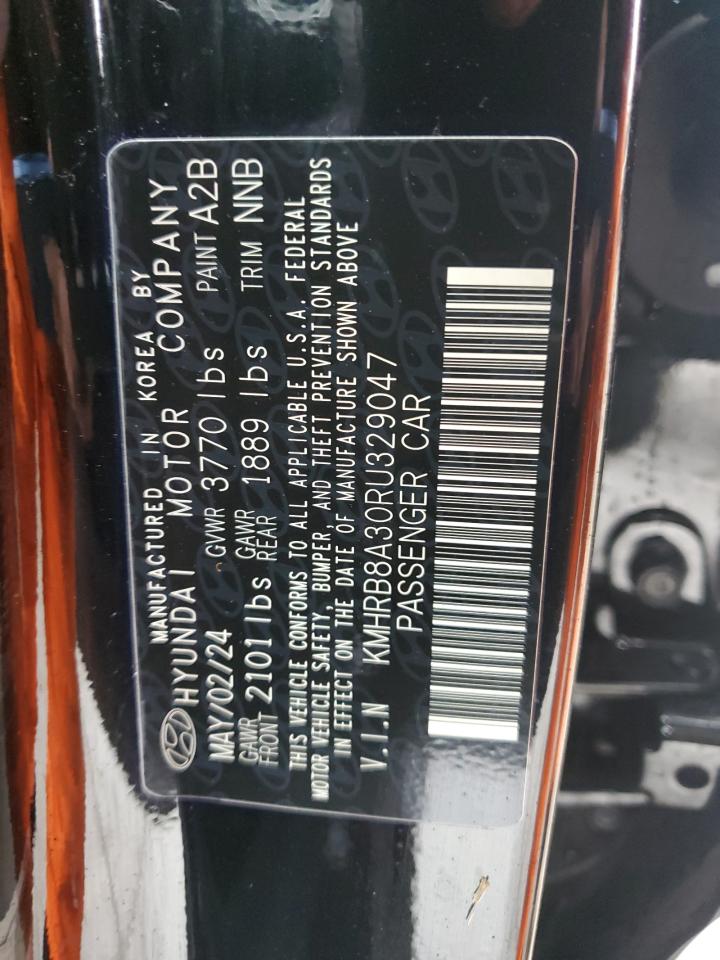 MANUFACTURED IN KOREA BY
HYUNDAI MOTOR COMPANY
MAY/02/24 GVWR 3770 lbs PAINT A2B
GAWR FRONT 2101 lbs GAWR REAR 1889 lbs TRIM NNB
THIS VEHICLE CONFORMS TO ALL APPLICABLE U.S.A. FEDERAL
MOTOR VEHICLE SAFETY, BUMPER, AND THEFT PREVENTION STANDARDS
IN EFFECT ON THE DATE OF MANUFACTURE SHOWN ABOVE
V.I.N KMHRB8A30RU329047
PASSENGER CAR